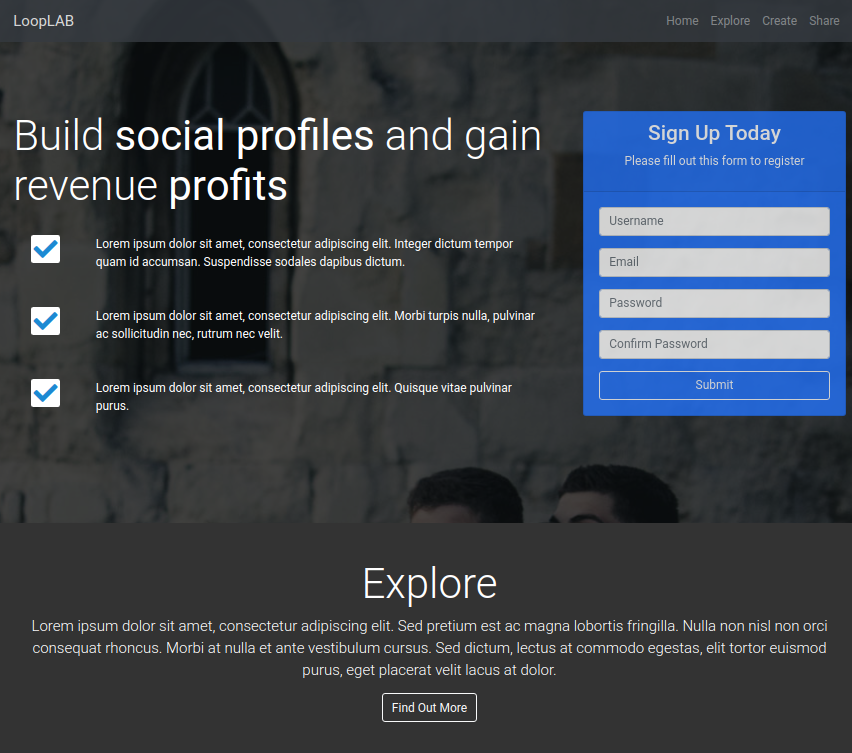 LoopLAB
Home Explore Create Share
Build social profiles and gain
revenue profits
Lorem ipsum dolor sit amet, consectetur adipiscing elit. Integer dictum tempor
quam id accumsan. Suspendisse sodales dapibus dictum.
Lorem ipsum dolor sit amet, consectetur adipiscing elit. Morbi turpis nulla, pulvinar
ac sollicitudin nec, rutrum nec velit.
Lorem ipsum dolor sit amet, consectetur adipiscing elit. Quisque vitae pulvinar
purus.
Sign Up Today
Please fill out this form to register
Username
Email
Password
Confirm Password
Submit
Explore
Lorem ipsum dolor sit amet, consectetur adipiscing elit. Sed pretium est ac magna lobortis fringilla. Nulla non nisl non orci
consequat rhoncus. Morbi at nulla et ante vestibulum cursus. Sed dictum, lectus at commodo egestas, elit tortor euismod
purus, eget placerat velit lacus at dolor.
Find Out More